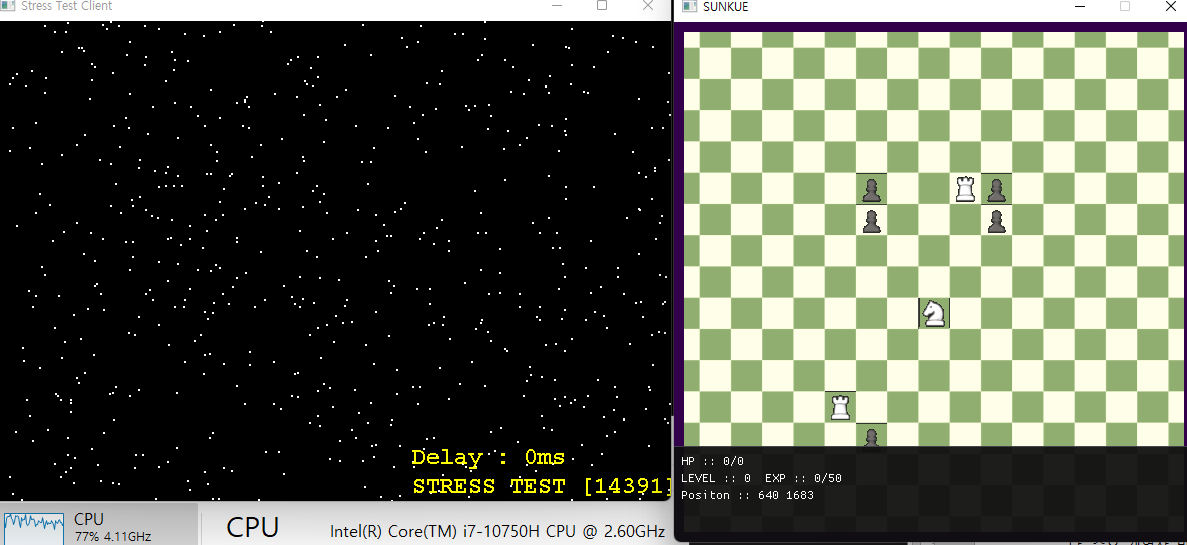 Stress Test Client
SUNKUE
Delay : 0ms
STRESS TEST [14391]
HP :: 0/0
LEVEL :: 0 EXP :: 0/50
Positon :: 640 1683
CPU
77% 4.11GHz
CPU
Intel(R) Core(TM) i7-10750H CPU @ 2.60GHz